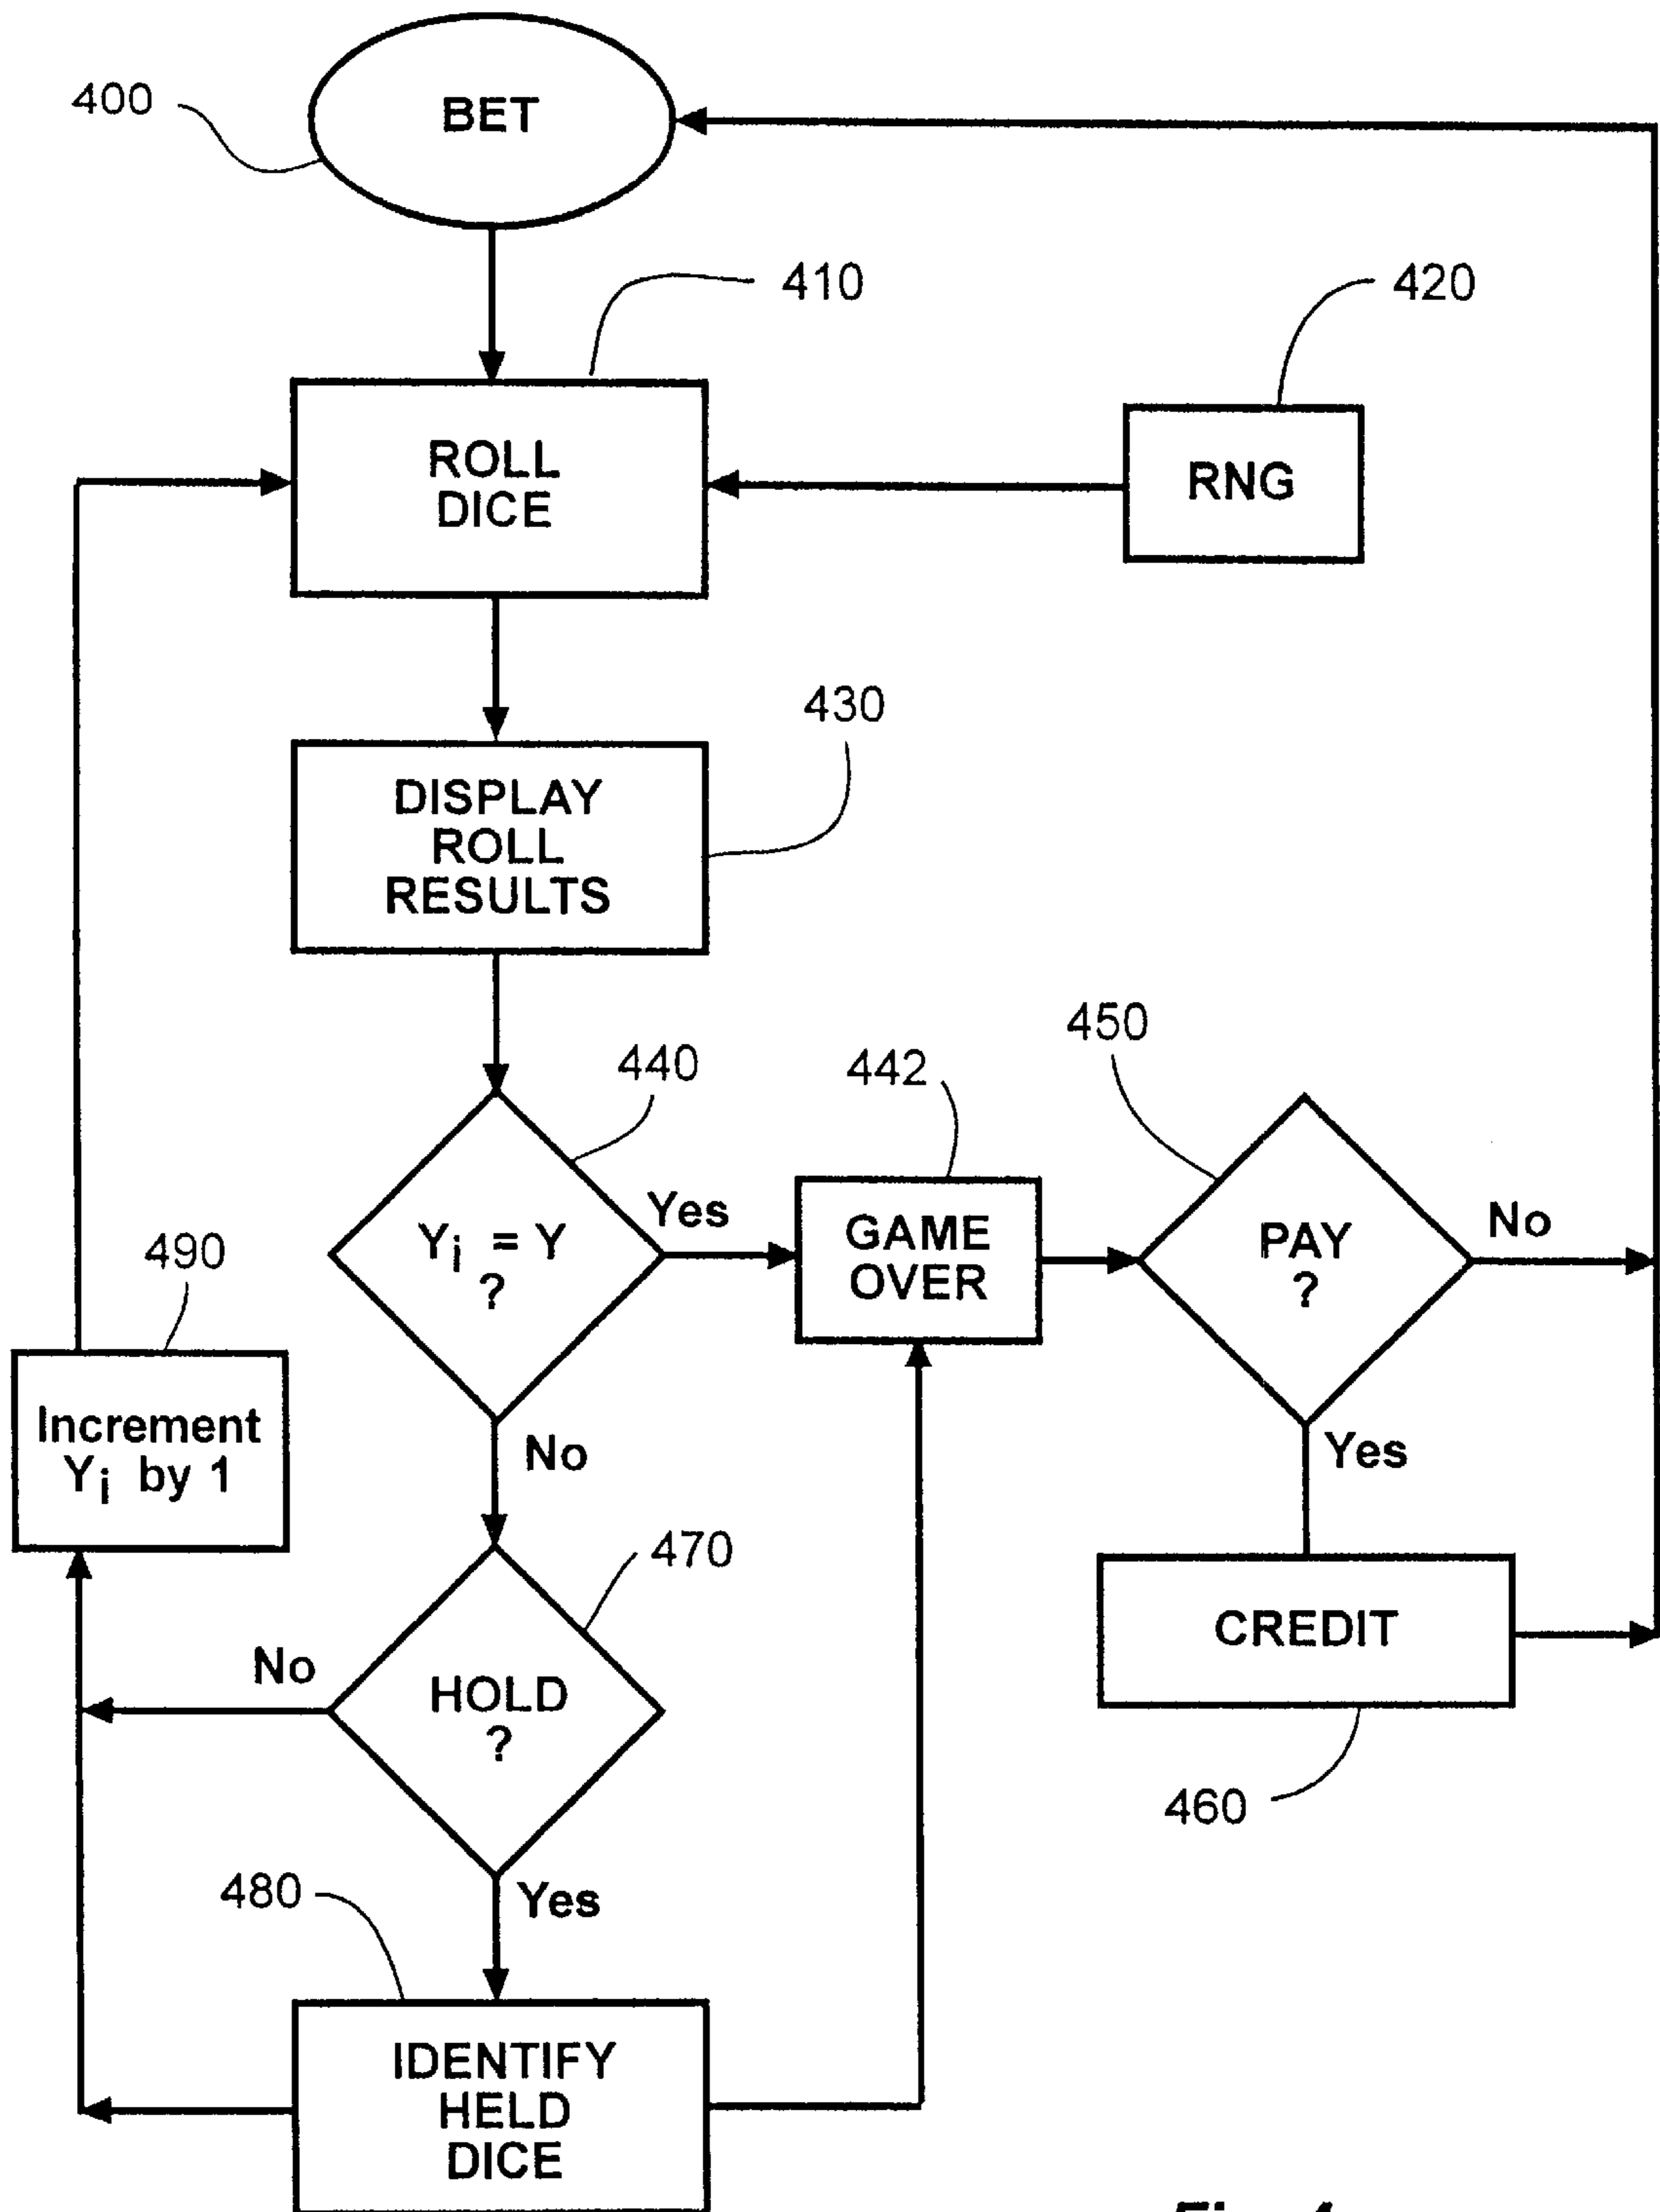 400
BET
410
420
ROLL
DICE
RNG
430
DISPLAY
ROLL
RESULTS
440
442
450
Yi = Y
?
Yes
GAME
OVER
PAY
?
No
490
Increment
Yi by 1
No
Yes
470
HOLD
?
No
CREDIT
460
480
Yes
IDENTIFY
HELD
DICE